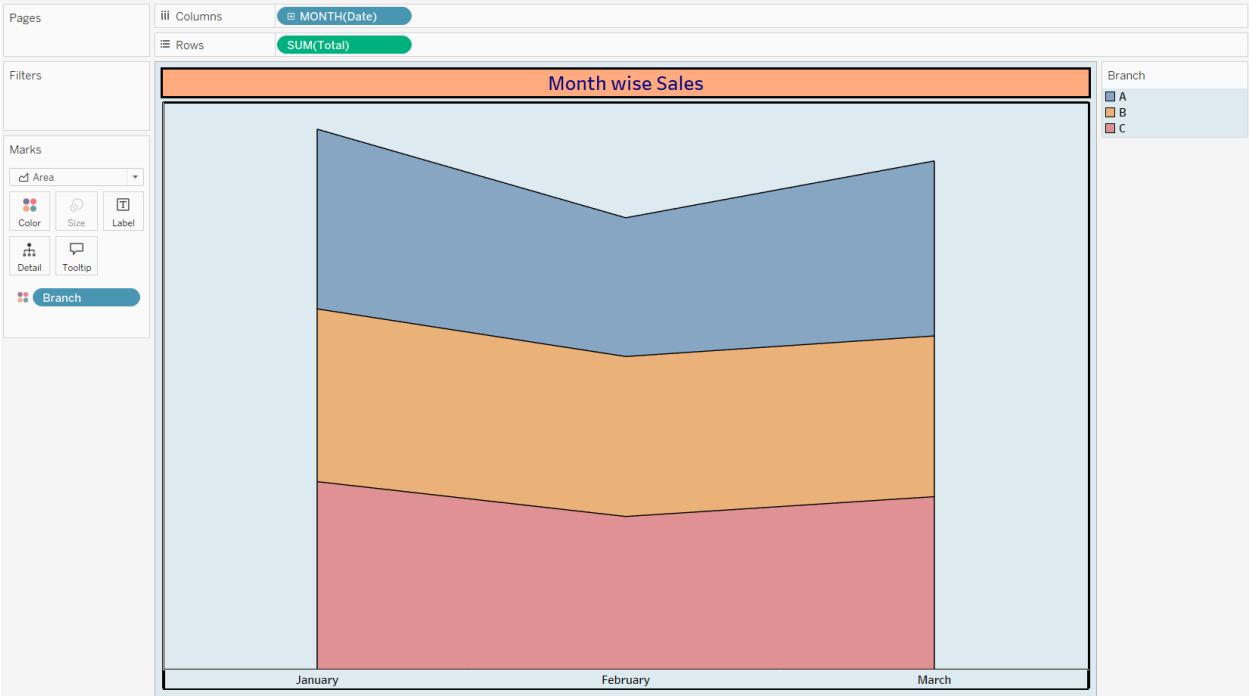 Pages
Columns
MONTH(Date)
Rows
SUM(Total)
Filters
Marks
Area
Color
Size
Label
Detail
Tooltip
Branch
Month wise Sales
January
February
March
Branch
A
B
C